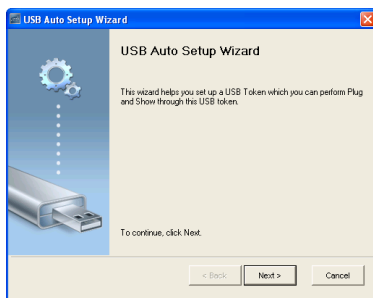 USB Auto Setup Wizard
USB Auto Setup Wizard
This wizard helps you set up a USB Token which you can perform Plug
and Show through this USB token.
To continue, click Next.
< Back Next > Cancel